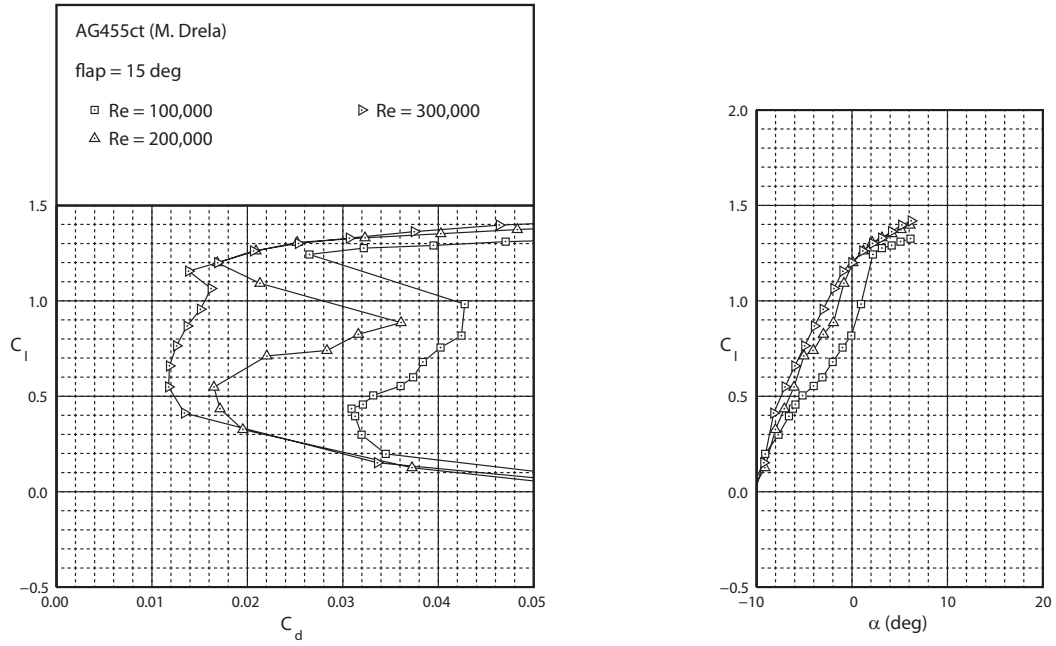 AG455ct (M. Drela)
flap = 15 deg
Re = 100,000
Re = 300,000
Re = 200,000
1.5
1.0
0.5
0.0
−0.5
C l
0.00 0.01 0.02 0.03 0.04 0.05
C d
2.0
1.5
1.0
0.5
0.0
−0.5
C l
−10 0 10 20
α (deg)